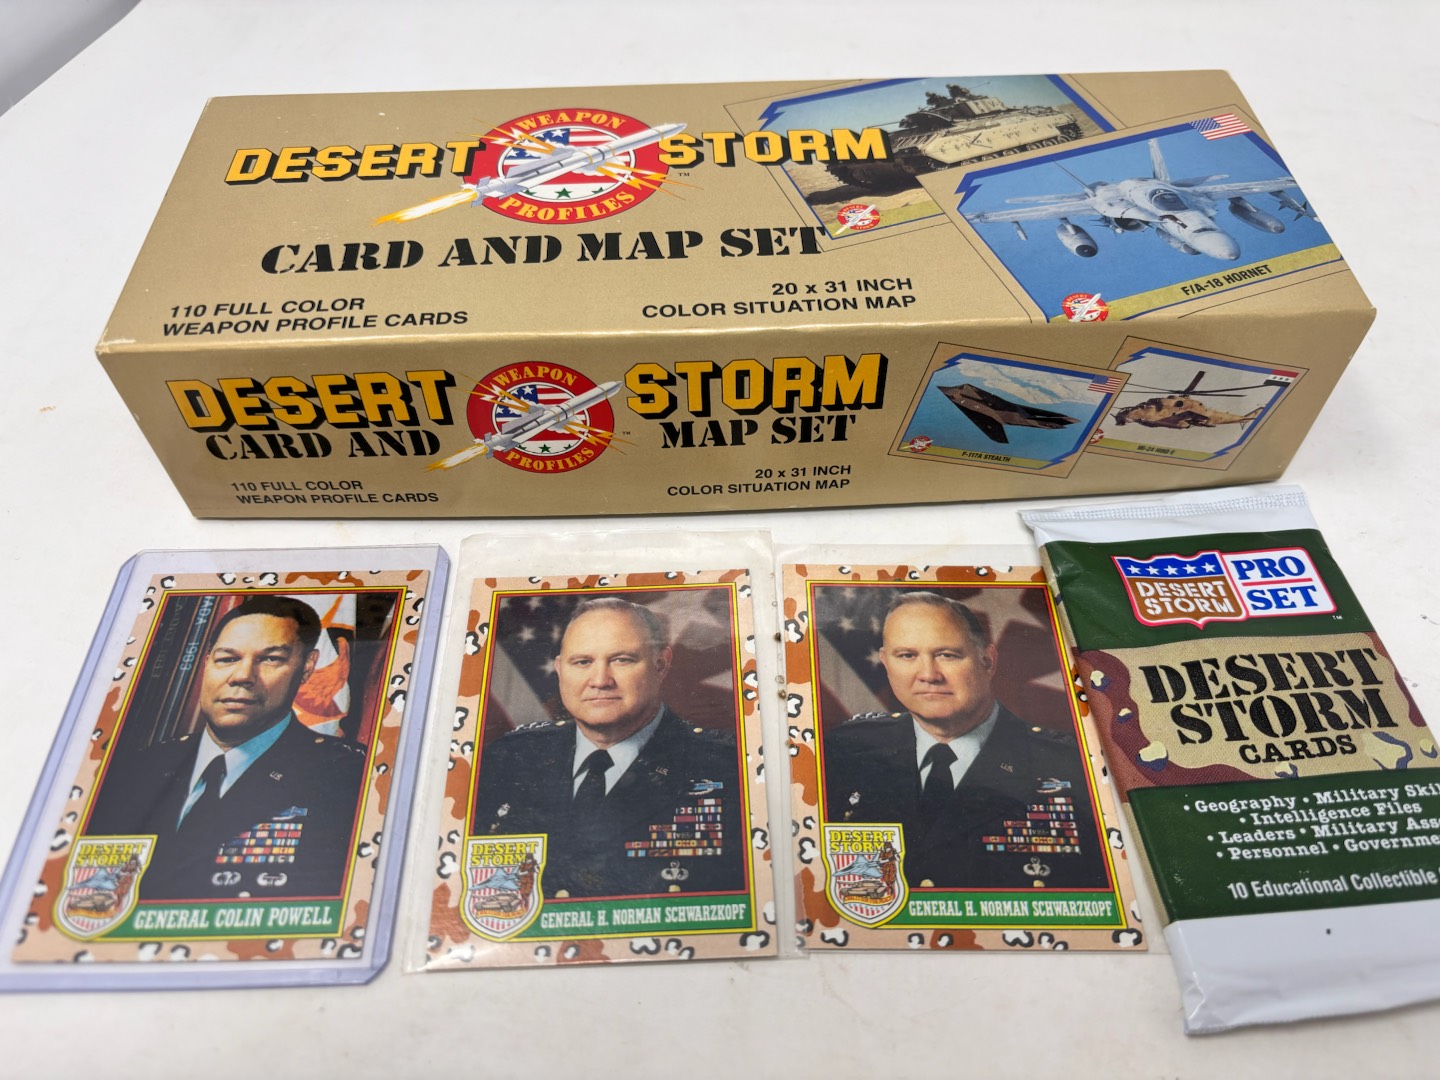 DESERT STORM
WEAPON
PROFILES
™
CARD AND MAP SET
110 FULL COLOR
WEAPON PROFILE CARDS
20 x 31 INCH
COLOR SITUATION MAP
F/A-18 HORNET
DESERT STORM
CARD AND MAP SET
WEAPON
PROFILES
™
110 FULL COLOR
WEAPON PROFILE CARDS
20 x 31 INCH
COLOR SITUATION MAP
F-117A STEALTH
DESERT
STORM
GENERAL COLIN POWELL
DESERT
STORM
GENERAL H. NORMAN SCHWARZKOPF
DESERT
STORM
GENERAL H. NORMAN SCHWARZKOPF
DESERT
STORM
PRO
SET
™
DESERT
STORM
CARDS
• Geography • Military
• Intelligence Files
• Leaders • Military
• Personnel •
10 Educational Collectible